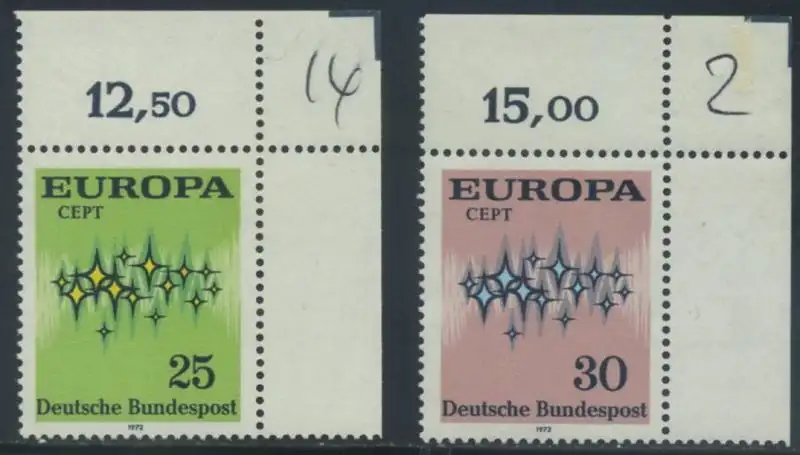 12,50
14
EUROPA
CEPT
25
Deutsche Bundespost
1972
15,00
2
EUROPA
CEPT
30
Deutsche Bundespost
1972